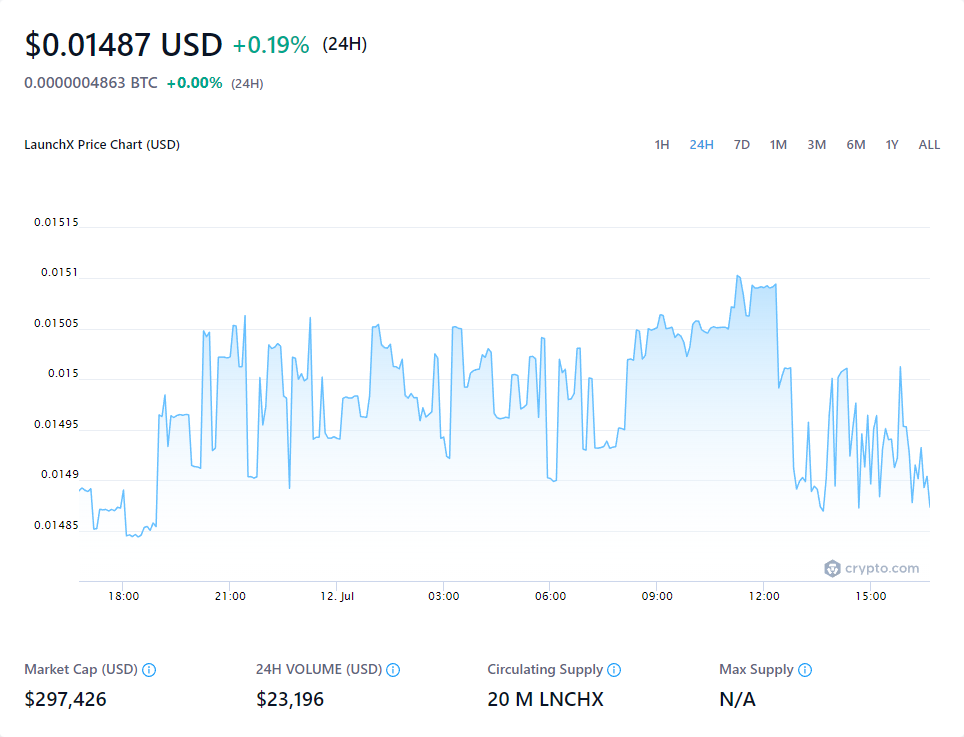 $0.01487 USD +0.19% (24H)
0.0000004863 BTC +0.00% (24H)
LaunchX Price Chart (USD) 1H 24H 7D 1M 3M 6M 1Y ALL
0.01515
0.0151
0.01505
0.015
0.01495
0.0149
0.01485
crypto.com
18:00 21:00 12. Jul 03:00 06:00 09:00 12:00 15:00
Market Cap (USD) 24H VOLUME (USD) Circulating Supply Max Supply
$297,426 $23,196 20 M LNCHX N/A